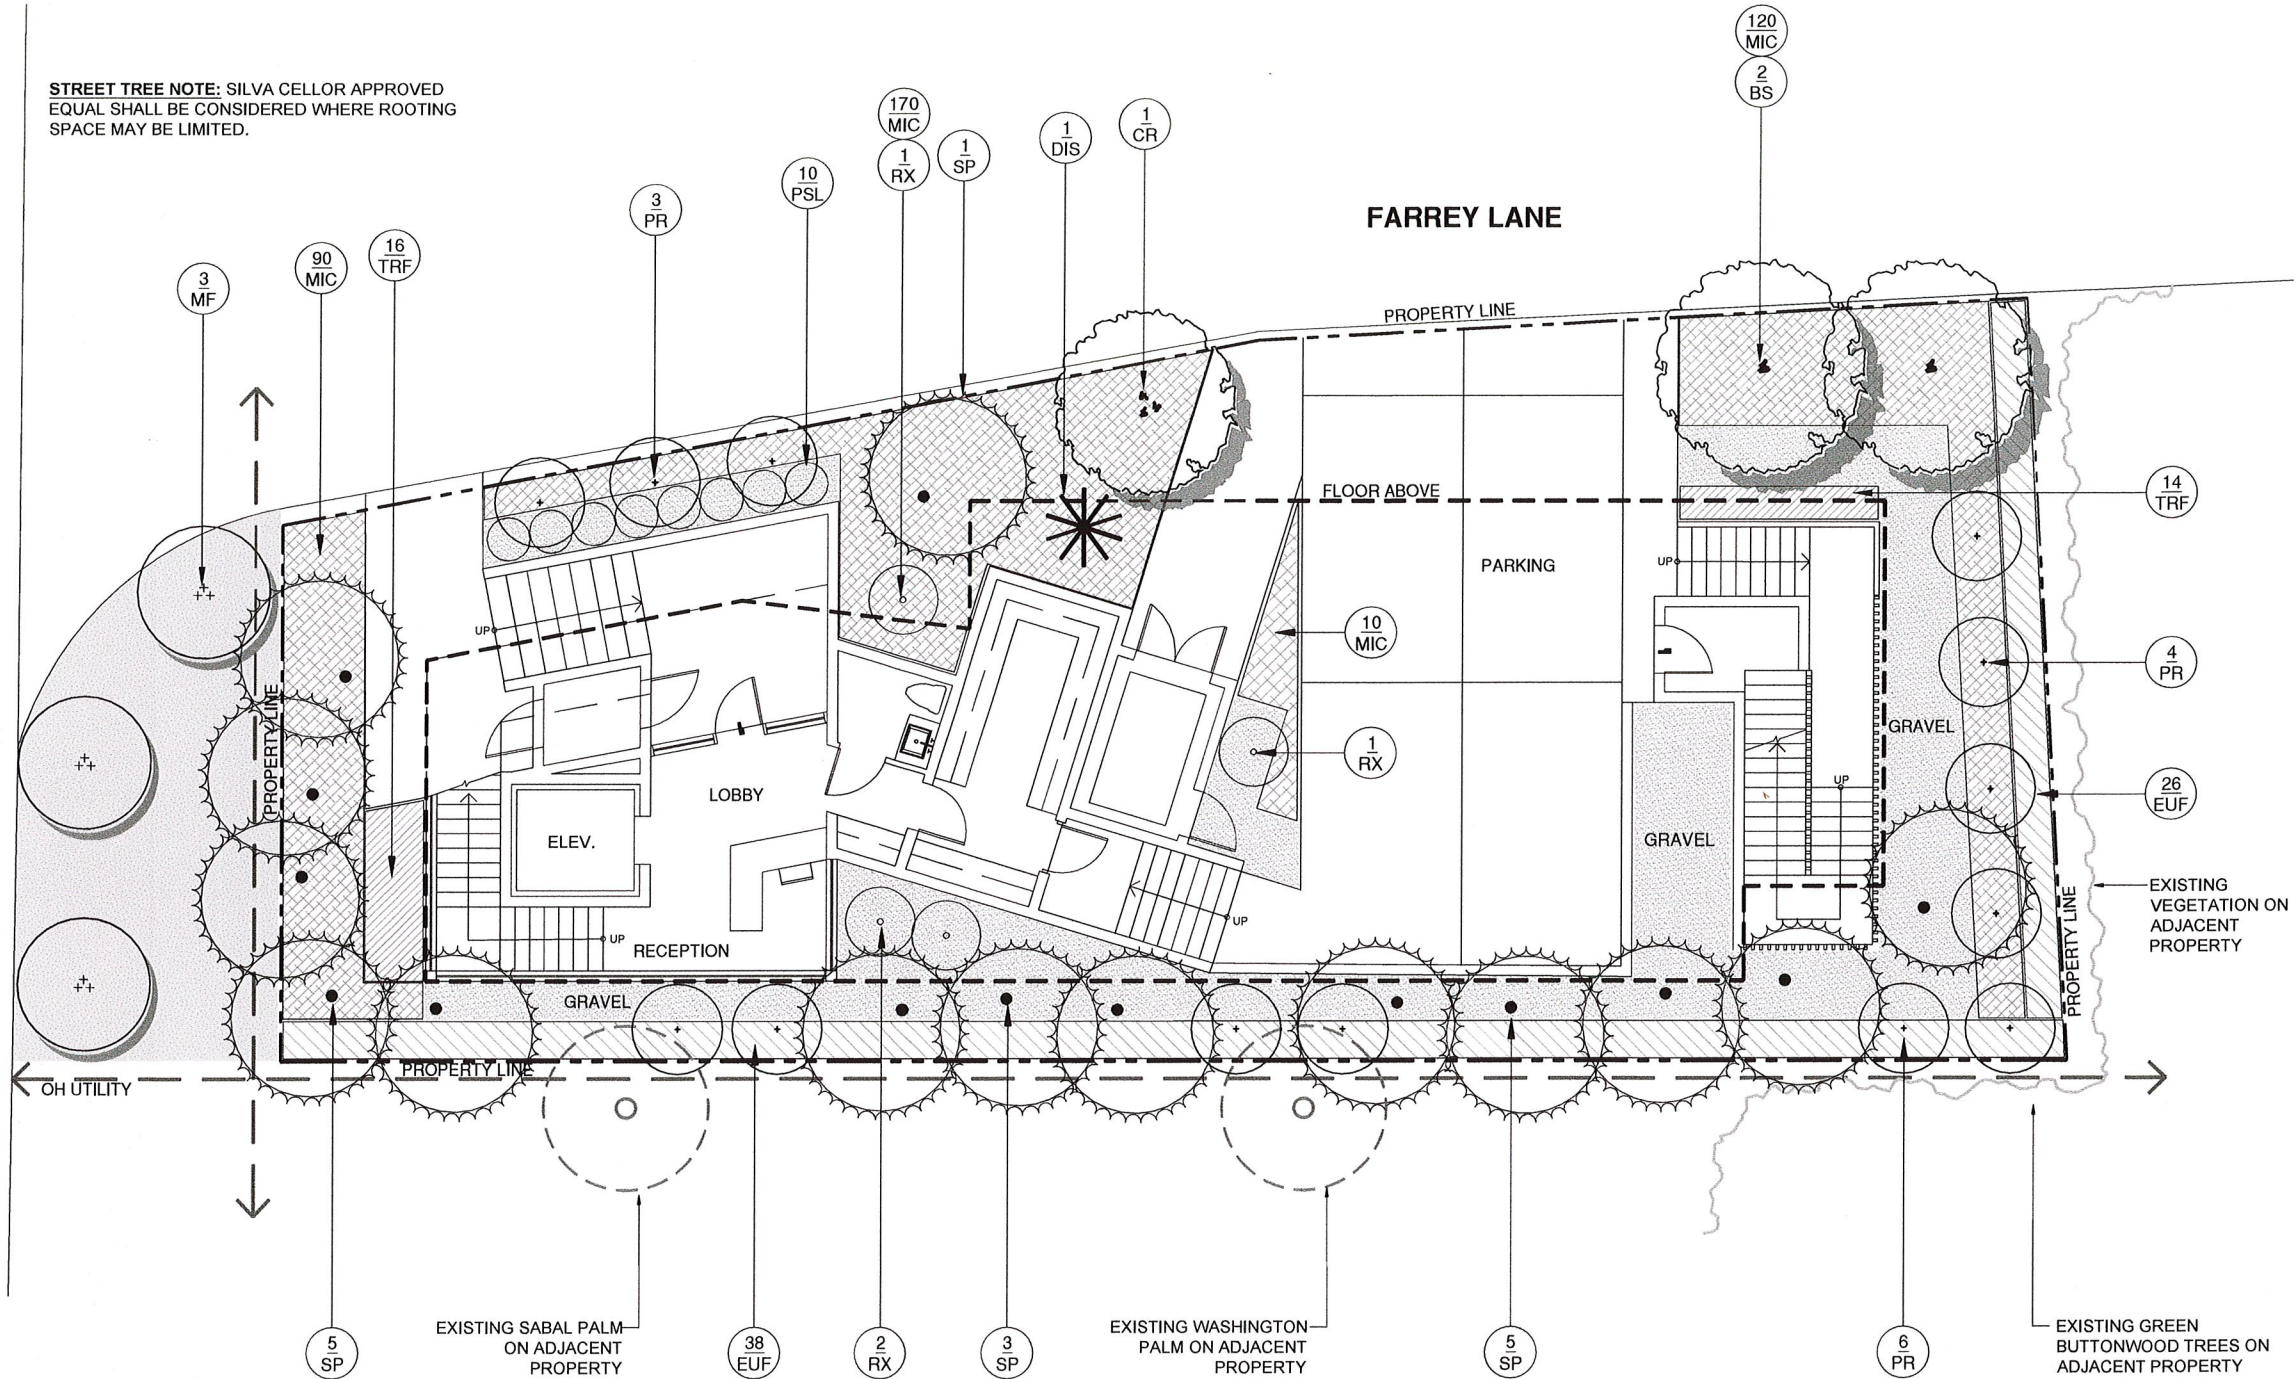 STREET TREE NOTE: SILVA CELLOR APPROVED
EQUAL SHALL BE CONSIDERED WHERE ROOTING
SPACE MAY BE LIMITED.
120
MIC
2
BS
170
MIC
1
RX
1
SP
1
DIS
1
CR
10
PSL
3
PR
FARREY LANE
16
TRF
90
MIC
3
MF
PROPERTY LINE
FLOOR ABOVE
14
TRF
PARKING
UP
UP
10
MIC
4
PR
PROPERTY LINE
GRAVEL
1
RX
LOBBY
UP
26
EUF
ELEV.
GRAVEL
EXISTING
VEGETATION ON
ADJACENT
PROPERTY
PROPERTY LINE
UP
UP
RECEPTION
GRAVEL
PROPERTY LINE
OH UTILITY
5
SP
EXISTING SABAL PALM
ON ADJACENT
PROPERTY
38
EUF
2
RX
3
SP
EXISTING WASHINGTON
PALM ON ADJACENT
PROPERTY
5
SP
6
PR
EXISTING GREEN
BUTTONWOOD TREES ON
ADJACENT PROPERTY